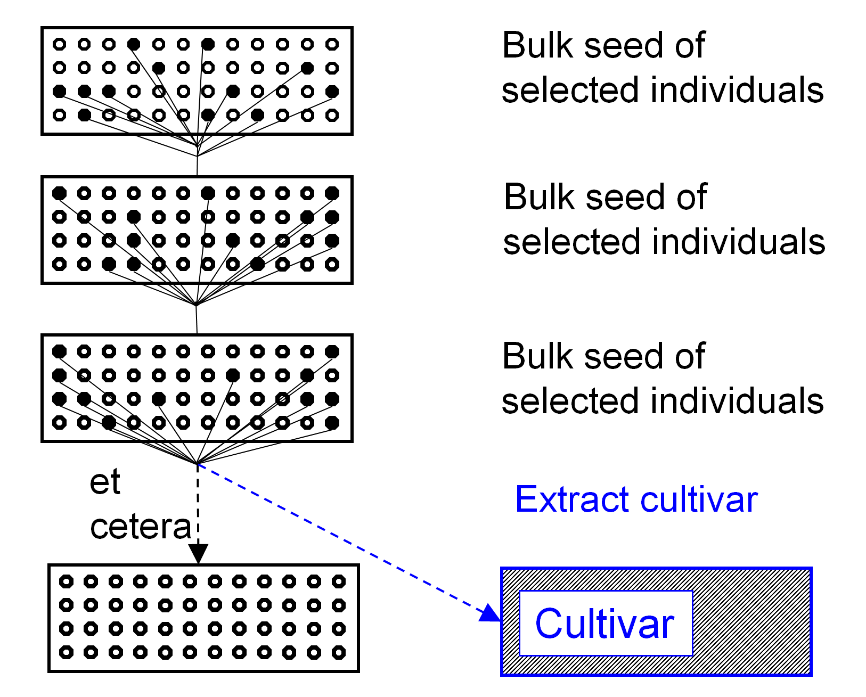 Bulk seed of
selected individuals
Bulk seed of
selected individuals
Bulk seed of
selected individuals
et
cetera
Extract cultivar
Cultivar